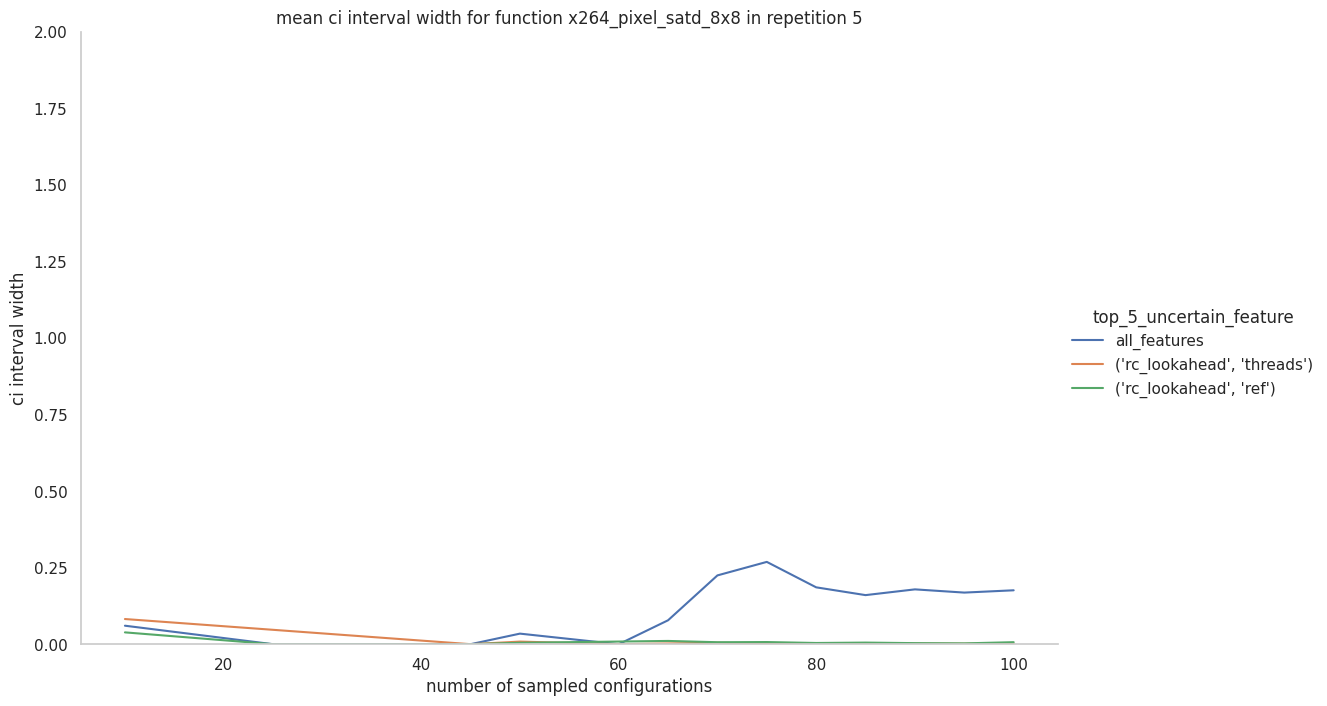 mean ci interval width for function x264_pixel_satd_8x8 in repetition 5
2.00
1.75
1.50
1.25
1.00
0.75
0.50
0.25
0.00
ci interval width
20
40
60
80
100
number of sampled configurations
top_5_uncertain_feature
all_features
('rc_lookahead', 'threads')
('rc_lookahead', 'ref')